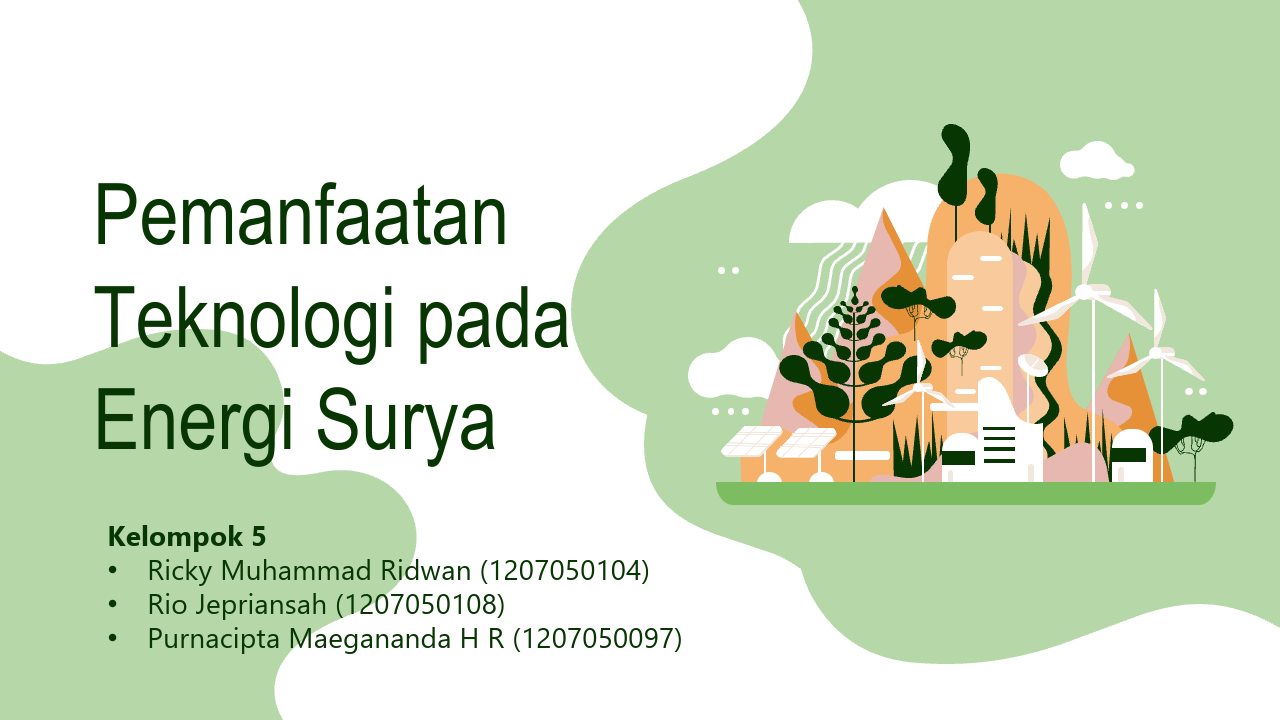 Pemanfaatan
Teknologi pada
Energi Surya
Kelompok 5
• Ricky Muhammad Ridwan (1207050104)
• Rio Jepriansah (1207050108)
• Purnacipta Maegananda H R (1207050097)